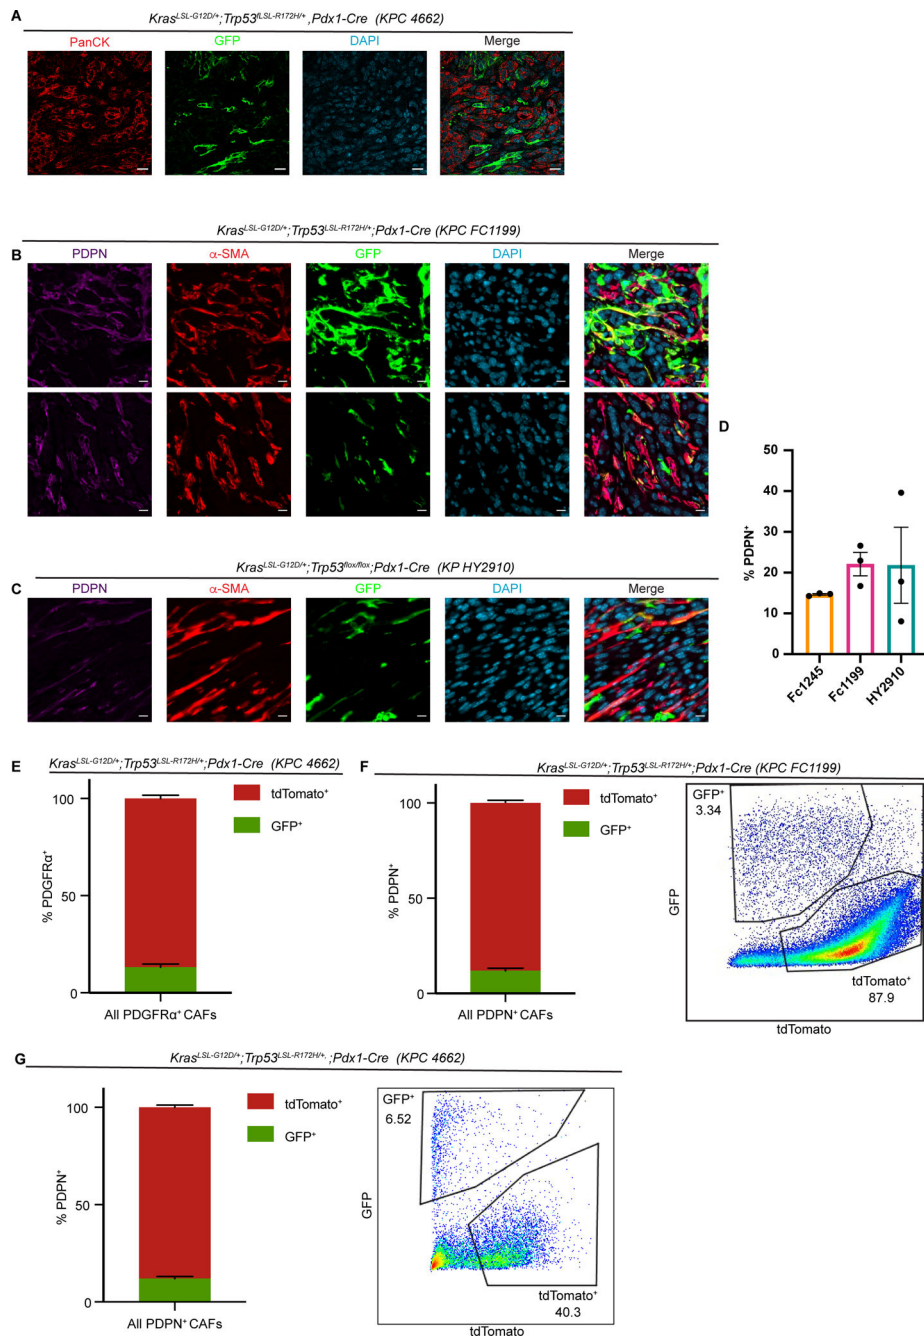 A
Kras^LSL-G12D/+;Trp53^fLSL-R172H/+,Pdx1-Cre (KPC 4662)
PanCK GFP DAPI Merge
Kras^LSL-G12D/+;Trp53^LSL-R172H/+;Pdx1-Cre (KPC FC1199)
B
PDPN α-SMA GFP DAPI Merge
D
50
40
30
20
10
0
% PDPN⁺
Fc1245 Fc1199 HY2910
Kras^LSL-G12D/+;Trp53^flox/flox;Pdx1-Cre (KP HY2910)
C
PDPN α-SMA GFP DAPI Merge
E
Kras^LSL-G12D/+;Trp53^LSL-R172H/+;Pdx1-Cre (KPC 4662)
100
50
0
% PDGFRα⁺
tdTomato⁺
GFP⁺
All PDGFRα⁺ CAFs
F
Kras^LSL-G12D/+;Trp53^LSL-R172H/+;Pdx1-Cre (KPC FC1199)
100
50
0
% PDPN⁺
tdTomato⁺
GFP⁺
All PDPN⁺ CAFs
GFP⁺
3.34
GFP
tdTomato⁺
87.9
tdTomato
G
Kras^LSL-G12D/+;Trp53^LSL-R172H/+,;Pdx1-Cre (KPC 4662)
100
50
0
% PDPN⁺
tdTomato⁺
GFP⁺
All PDPN⁺ CAFs
GFP⁺
6.52
GFP
tdTomato⁺
40.3
tdTomato